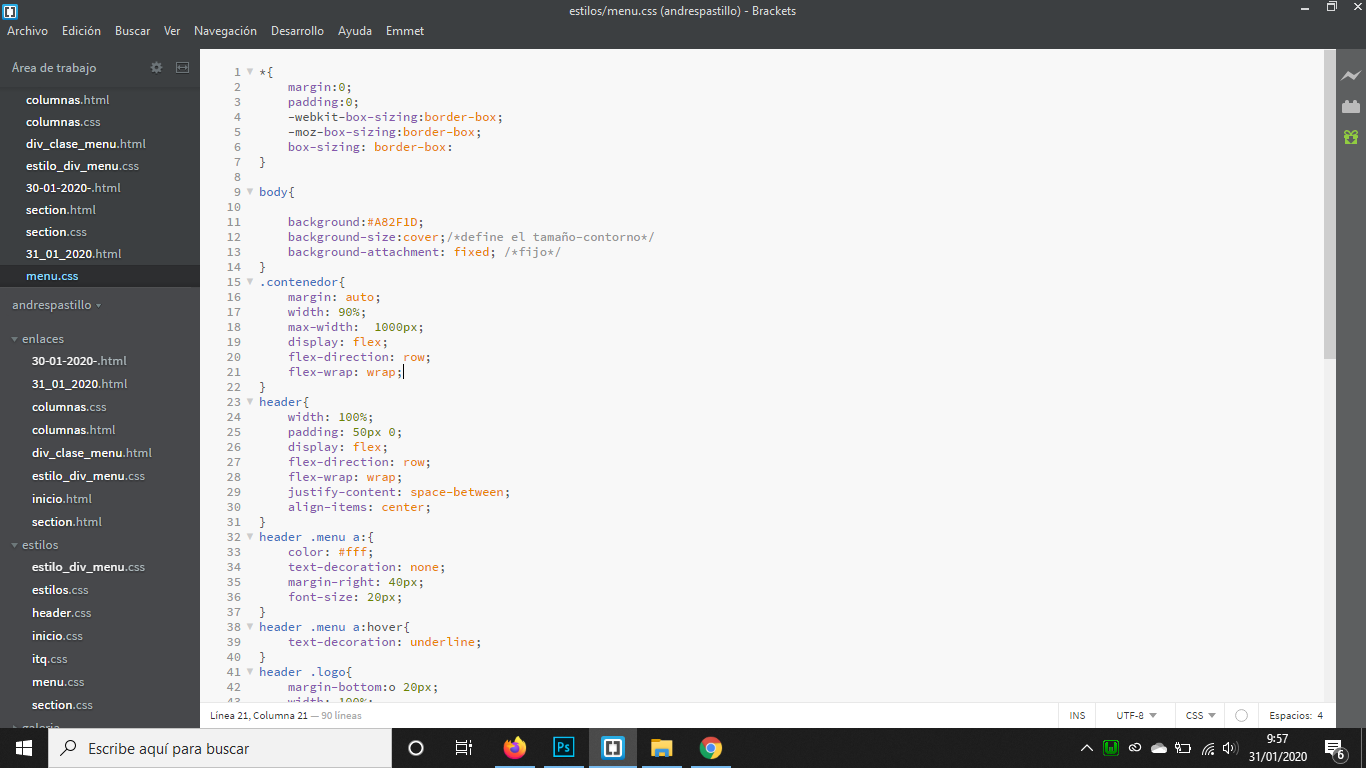 estilos/menu.css (andrespastillo) - Brackets
Archivo Edición Buscar Ver Navegación Desarrollo Ayuda Emmet
Área de trabajo
columnas.html
columnas.css
div_clase_menu.html
estilo_div_menu.css
30-01-2020-.html
section.html
section.css
31_01_2020.html
menu.css
andrespastillo
enlaces
30-01-2020-.html
31_01_2020.html
columnas.css
columnas.html
div_clase_menu.html
estilo_div_menu.css
inicio.html
section.html
estilos
estilo_div_menu.css
estilos.css
header.css
inicio.css
itq.css
menu.css
section.css
galeria
1 *{
2 margin:0;
3 padding:0;
4 -webkit-box-sizing:border-box;
5 -moz-box-sizing:border-box;
6 box-sizing: border-box:
7 }
8
9 body{
10
11 background:#A82F1D;
12 background-size:cover;/*define el tamaño-contorno*/
13 background-attachment: fixed; /*fijo*/
14 }
15 .contenedor{
16 margin: auto;
17 width: 90%;
18 max-width:  1000px;
19 display: flex;
20 flex-direction: row;
21 flex-wrap: wrap;
22 }
23 header{
24 width: 100%;
25 padding: 50px 0;
26 display: flex;
27 flex-direction: row;
28 flex-wrap: wrap;
29 justify-content: space-between;
30 align-items: center;
31 }
32 header .menu a:{
33 color: #fff;
34 text-decoration: none;
35 margin-right: 40px;
36 font-size: 20px;
37 }
38 header .menu a:hover{
39 text-decoration: underline;
40 }
41 header .logo{
42 margin-bottom:o 20px;
43 width: 100%;
Línea 21, Columna 21 — 90 líneas
INS UTF-8 CSS Espacios: 4
Escribe aquí para buscar
Ps
9:57
31/01/2020
6